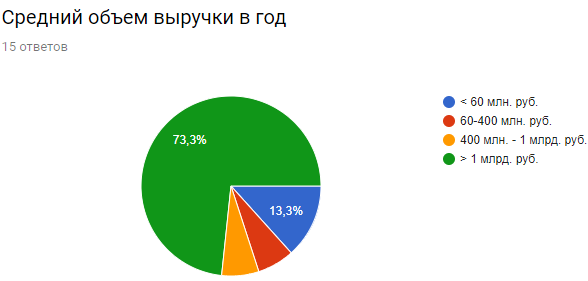 Средний объем выручки в год
15 ответов
73,3%
13,3%
< 60 млн. руб.
60-400 млн. руб.
400 млн. - 1 млрд. руб.
> 1 млрд. руб.